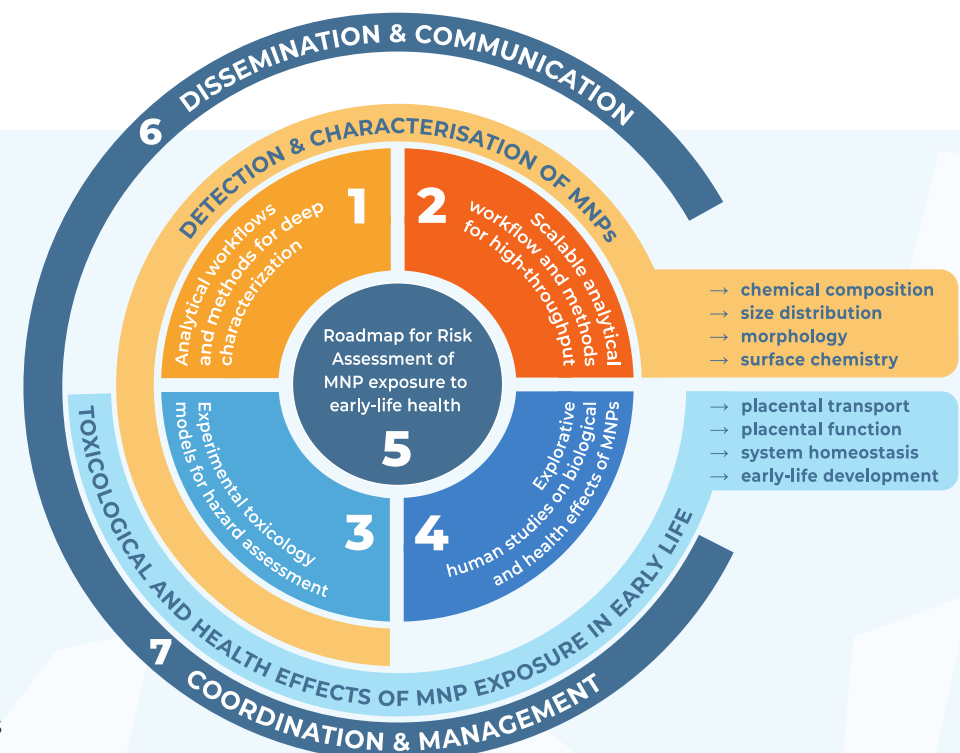 6 DISSEMINATION & COMMUNICATION
DETECTION & CHARACTERISATION OF MNPs
1
Analytical workflows
and methods for deep
characterization
2
Scalable analytical
workflow and methods
for high-throughput
→ chemical composition
→ size distribution
→ morphology
→ surface chemistry
Roadmap for Risk
Assessment of
MNP exposure to
early-life health
5
→ placental transport
→ placental function
→ system homeostasis
→ early-life development
3
Experimental toxicology
models for hazard assessment
4
Explorative
human studies on biological
and health effects of MNPs
TOXICOLOGICAL AND HEALTH EFFECTS OF MNP EXPOSURE IN EARLY LIFE
7 COORDINATION & MANAGEMENT
s